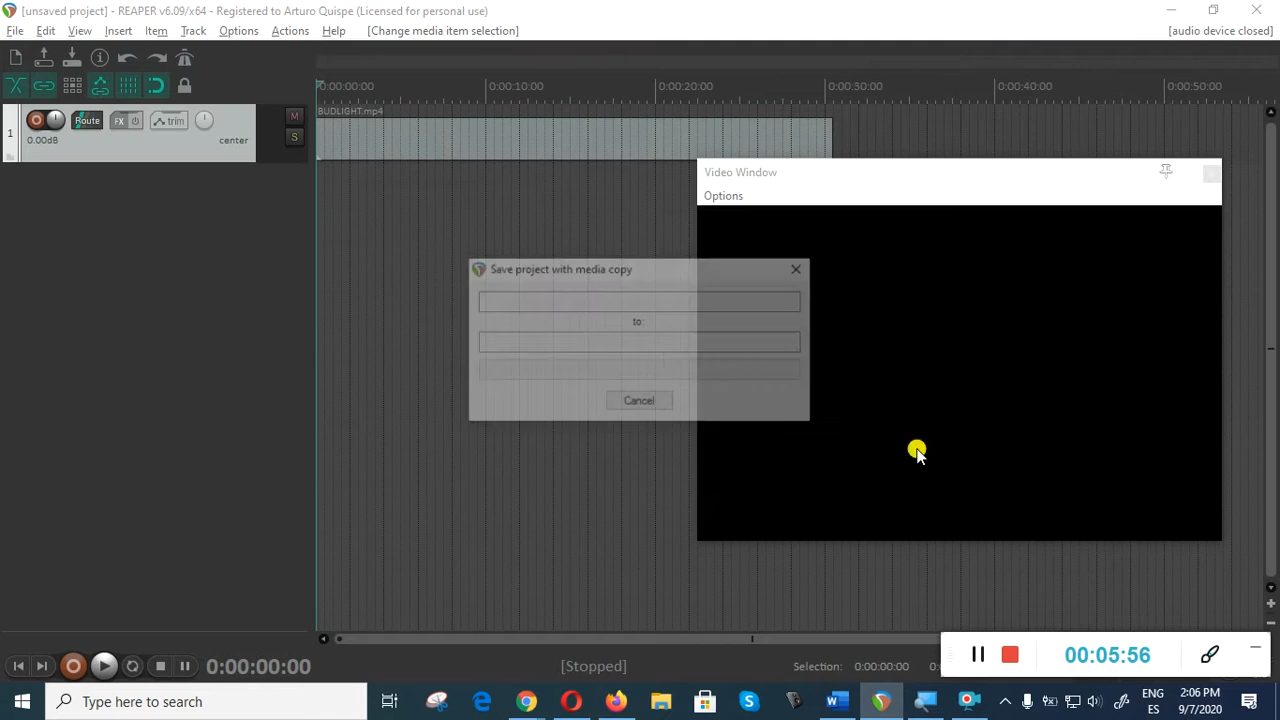 [unsaved project] - REAPER v6.09/x64 - Registered to Arturo Quispe (Licensed for personal use)
File Edit View Insert Item Track Options Actions Help [Change media item selection] [audio device closed]
0:00:00:00 0:00:10:00 0:00:20:00 0:00:30:00 0:00:40:00 0:00:50:00
BUDLIGHT.mp4
1 Route FX trim M
0.00dB center S
Video Window
Options
Save project with media copy
to:
Cancel
0:00:00:00 [Stopped] Selection: 0:00:00:00
00:05:56
Type here to search
ENG
ES
2:06 PM
9/7/2020